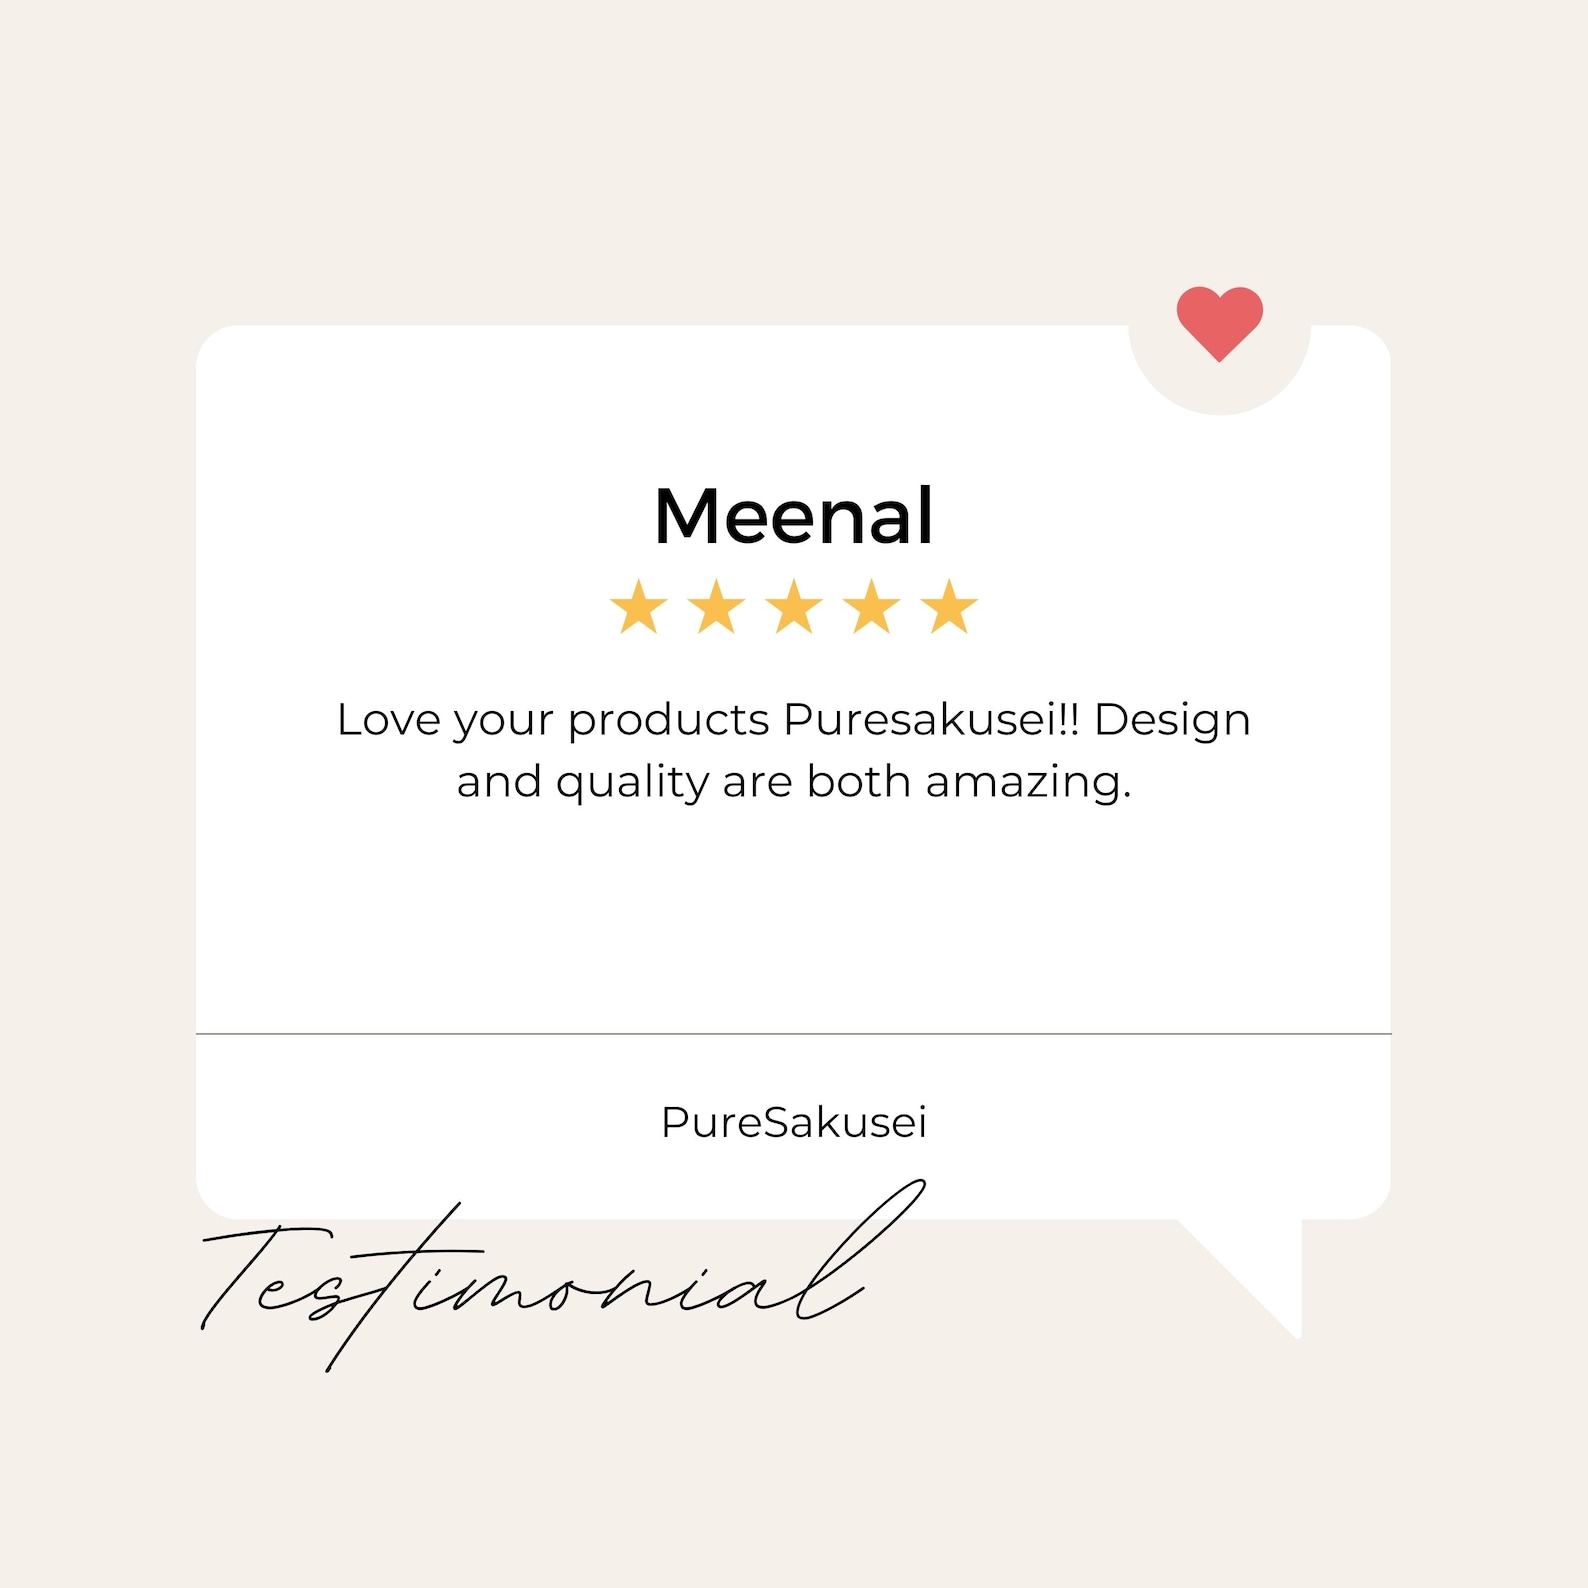 Meenal
Love your products Puresakusei!! Design
and quality are both amazing.
PureSakusei
Testimonial